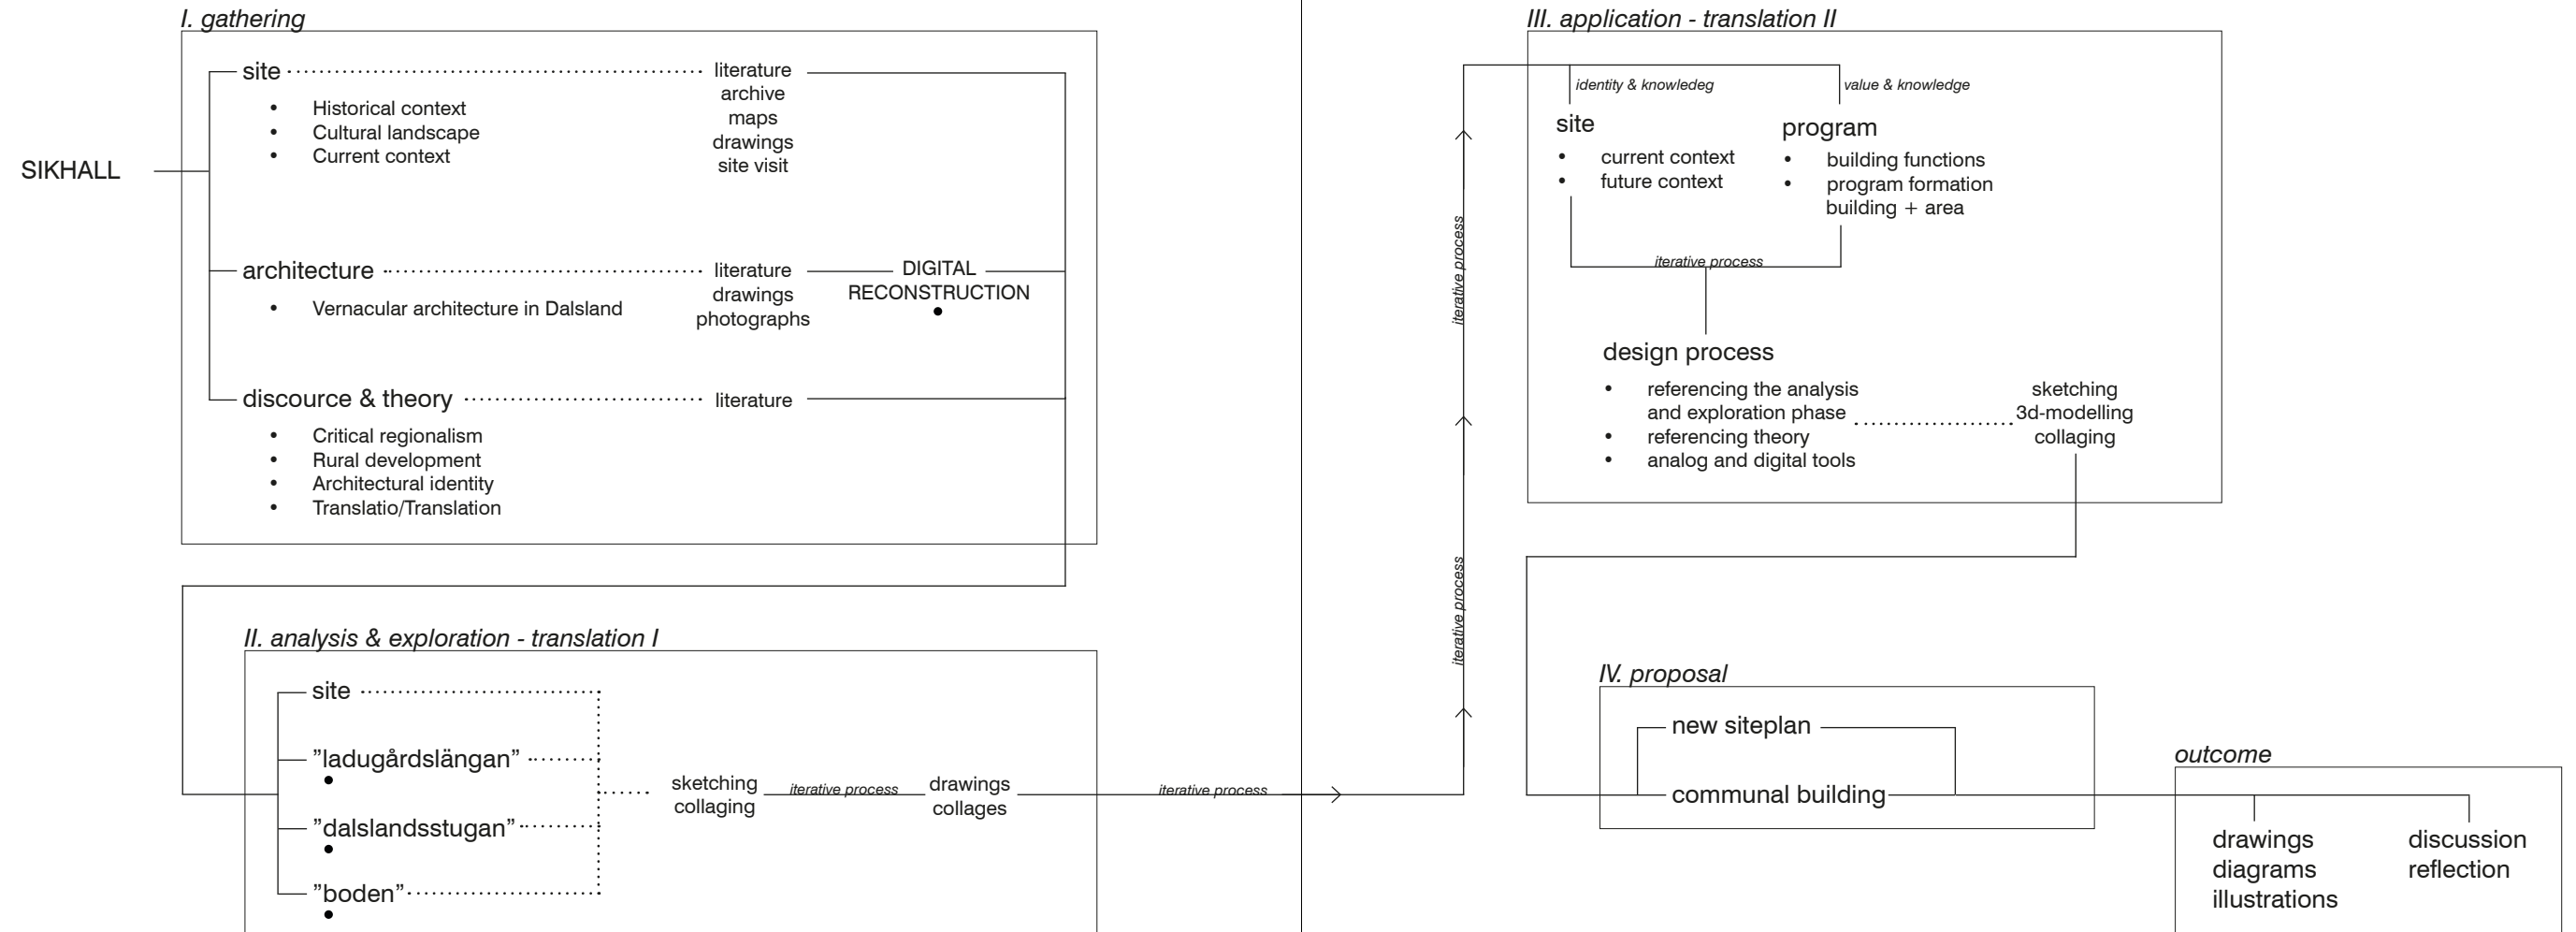 I. gathering
SIKHALL
site
• Historical context
• Cultural landscape
• Current context
literature
archive
maps
drawings
site visit
architecture
• Vernacular architecture in Dalsland
literature
drawings
photographs
DIGITAL
RECONSTRUCTION
•
discource & theory
• Critical regionalism
• Rural development
• Architectural identity
• Translatio/Translation
literature
II. analysis & exploration - translation I
site
”ladugårdslängan”
•
”dalslandsstugan”
•
”boden”
•
sketching
collaging
iterative process
drawings
collages
iterative process
iterative process
iterative process
III. application - translation II
identity & knowledeg
value & knowledge
site
• current context
• future context
program
• building functions
• program formation
building + area
iterative process
design process
• referencing the analysis
and exploration phase
• referencing theory
• analog and digital tools
sketching
3d-modelling
collaging
IV. proposal
new siteplan
communal building
outcome
drawings
diagrams
illustrations
discussion
reflection